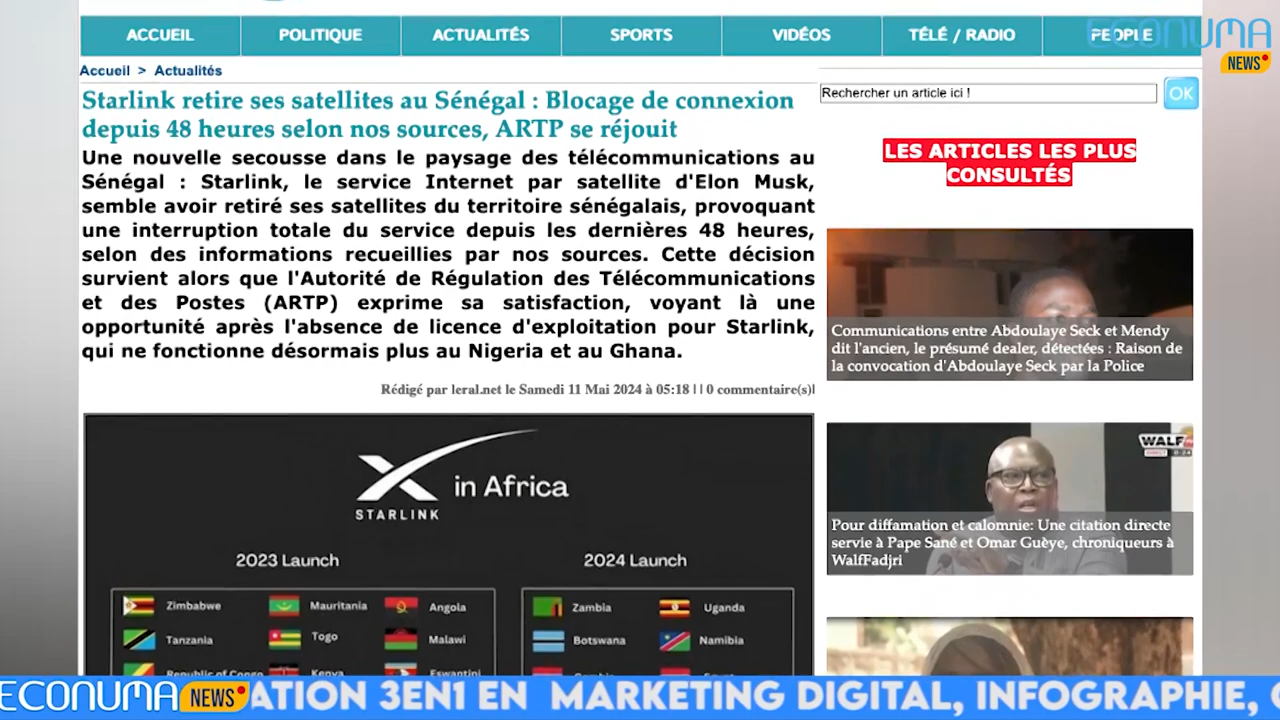 ACCUEIL POLITIQUE ACTUALITÉS SPORTS VIDÉOS TÉLÉ / RADIO PEOPLE
ECONUMA
NEWS
Accueil > Actualités
Starlink retire ses satellites au Sénégal : Blocage de connexion
depuis 48 heures selon nos sources, ARTP se réjouit
Une nouvelle secousse dans le paysage des télécommunications au
Sénégal : Starlink, le service Internet par satellite d'Elon Musk,
semble avoir retiré ses satellites du territoire sénégalais, provoquant
une interruption totale du service depuis les dernières 48 heures,
selon des informations recueillies par nos sources. Cette décision
survient alors que l'Autorité de Régulation des Télécommunications
et des Postes (ARTP) exprime sa satisfaction, voyant là une
opportunité après l'absence de licence d'exploitation pour Starlink,
qui ne fonctionne désormais plus au Nigeria et au Ghana.
Rédigé par leral.net le Samedi 11 Mai 2024 à 05:18 | | 0 commentaire(s)|
STARLINK
in Africa
2023 Launch
Zimbabwe Mauritania Angola
Tanzania Togo Malawi
Republic of Congo Kenya Eswantini
2024 Launch
Zambia Uganda
Botswana Namibia
Rechercher un article ici !
OK
LES ARTICLES LES PLUS
CONSULTÉS
Communications entre Abdoulaye Seck et Mendy
dit l'ancien, le présumé dealer, détectées : Raison de
la convocation d'Abdoulaye Seck par la Police
WALF
DIRECT
Pour diffamation et calomnie: Une citation directe
servie à Pape Sané et Omar Guèye, chroniqueurs à
WalfFadjri
ECONUMA NEWS ATION 3EN1 EN MARKETING DIGITAL, INFOGRAPHIE,